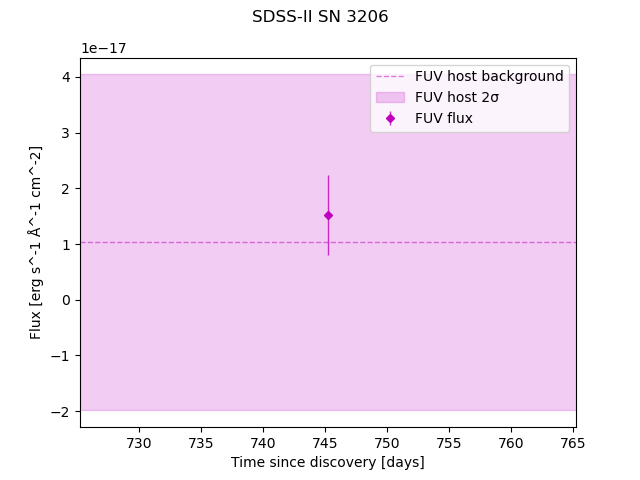 SDSS-II SN 3206
1e−17
FUV host background
FUV host 2σ
FUV flux
4
3
2
1
0
−1
−2
Flux [erg s^-1 Å^-1 cm^-2]
730 735 740 745 750 755 760 765
Time since discovery [days]